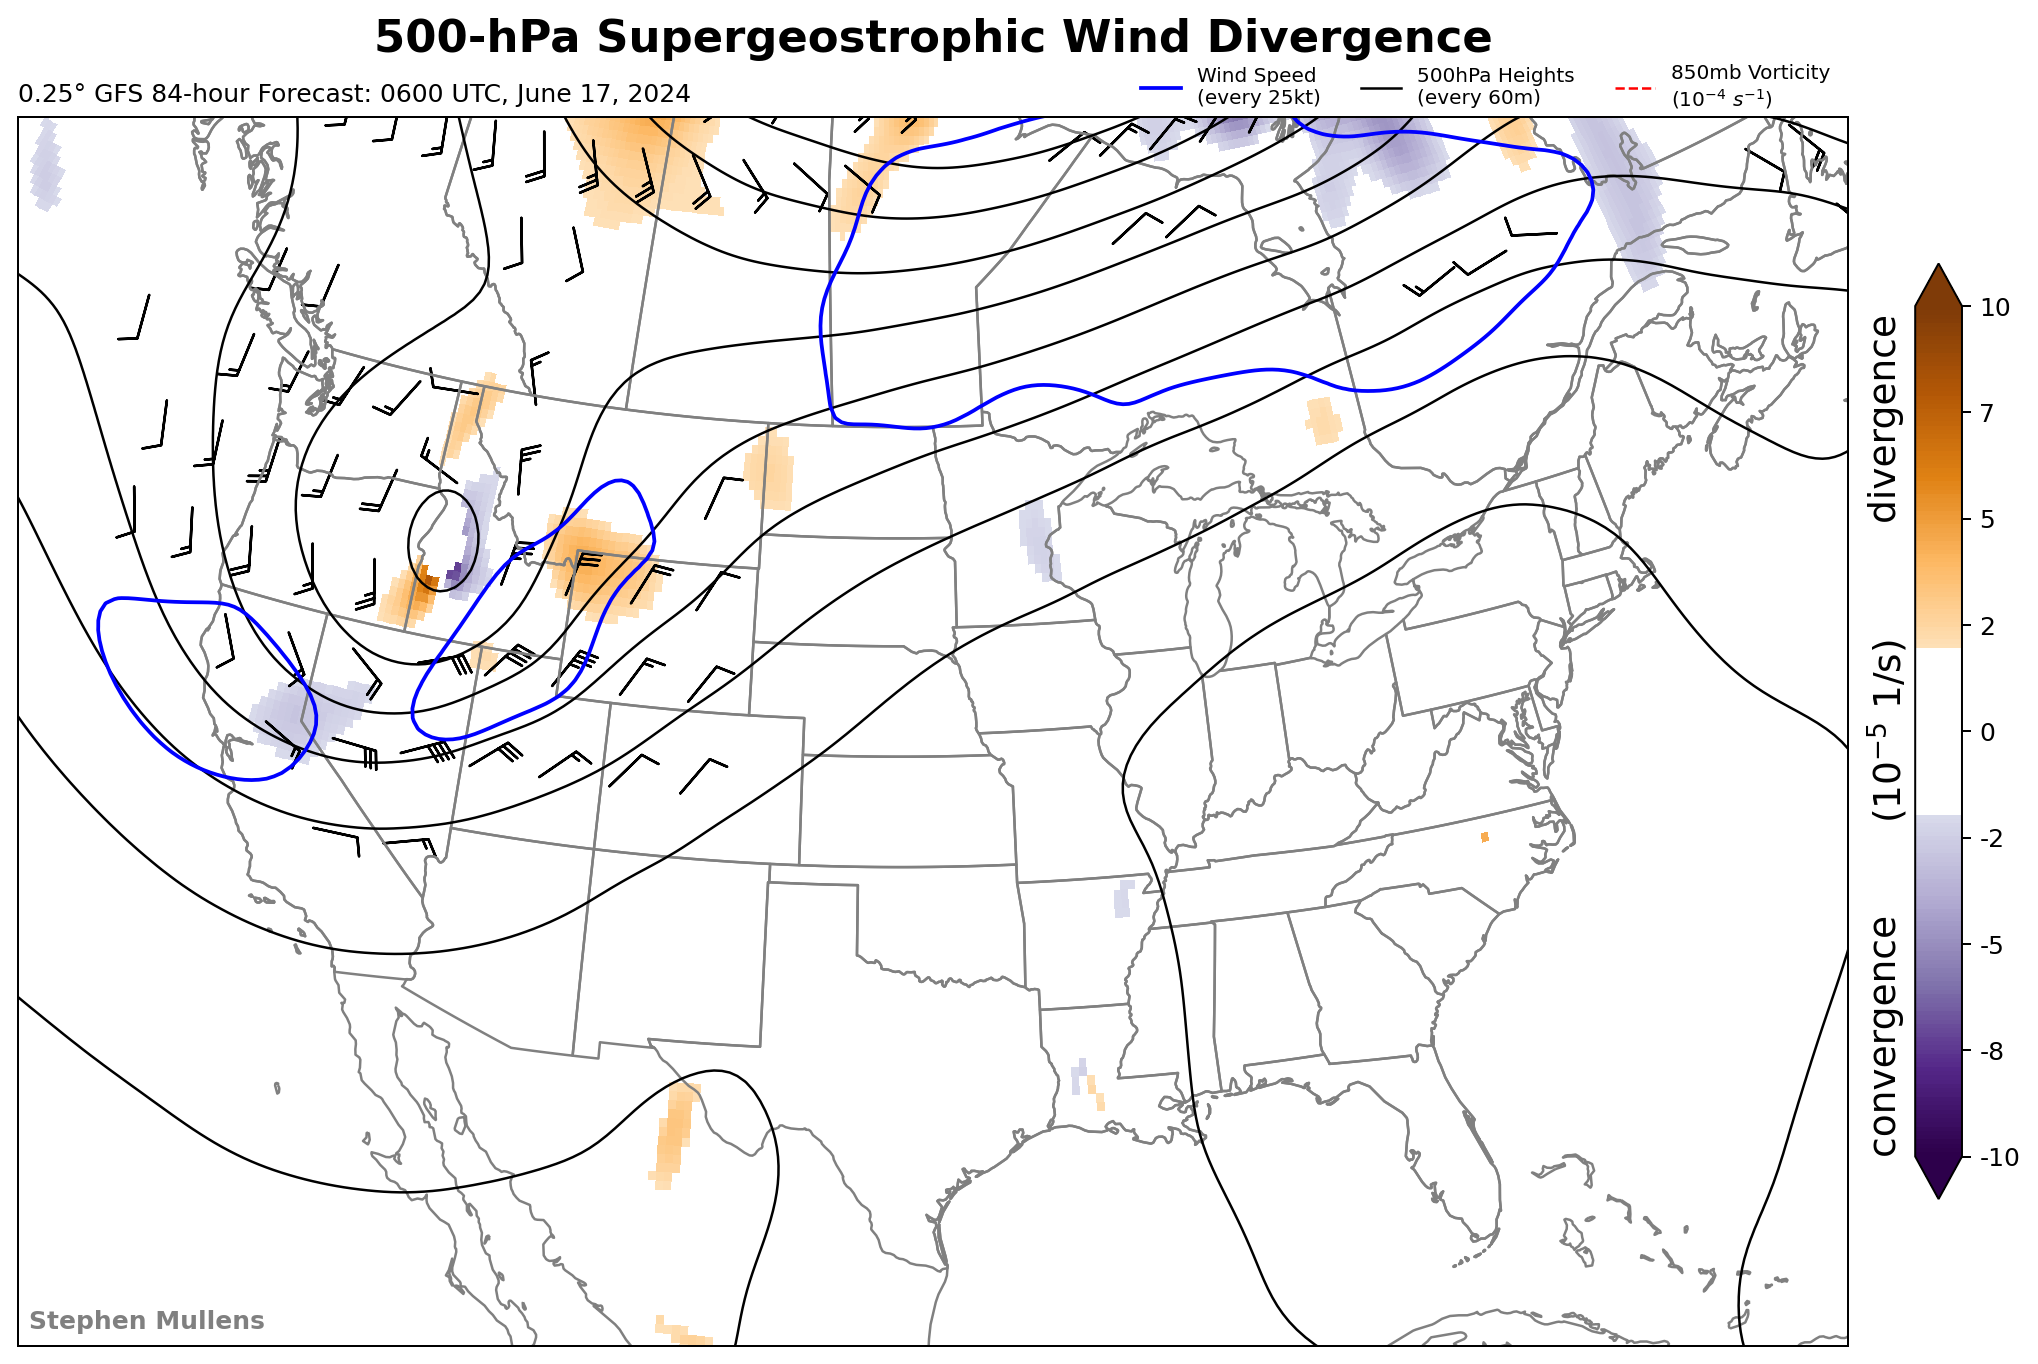 500-hPa Supergeostrophic Wind Divergence
0.25° GFS 84-hour Forecast: 0600 UTC, June 17, 2024
Wind Speed
(every 25kt)
500hPa Heights
(every 60m)
850mb Vorticity
(10⁻⁴ s⁻¹)
10
7
5
2
0
-2
-5
-8
-10
convergence (10⁻⁵ 1/s) divergence
Stephen Mullens